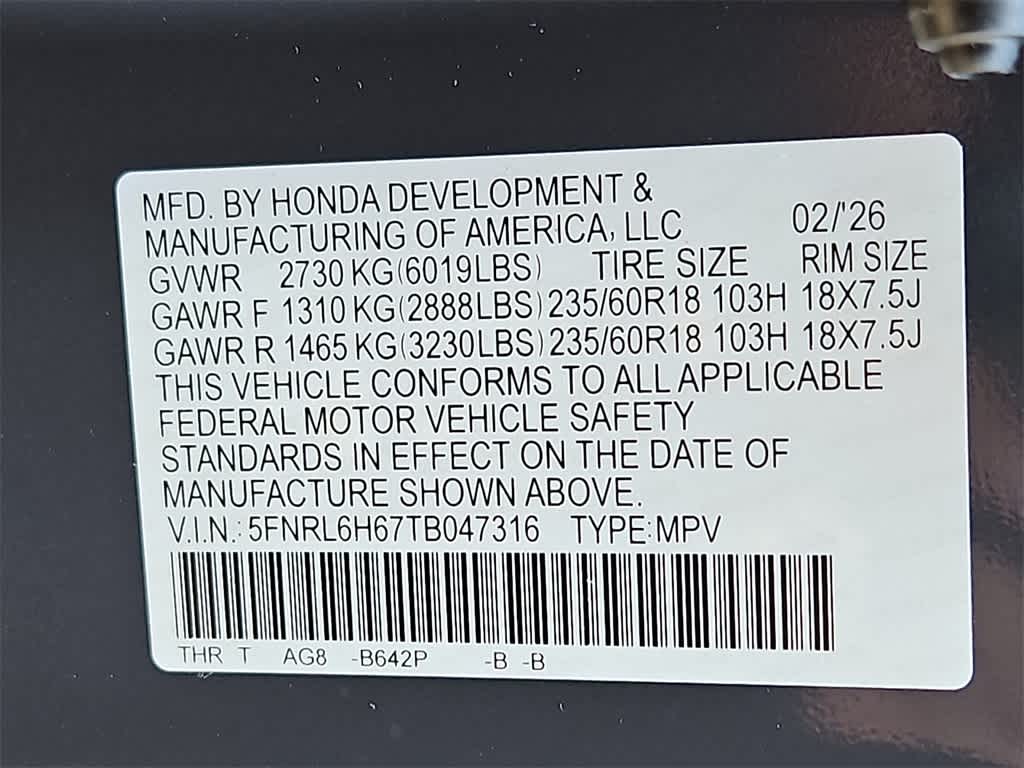 MFD. BY HONDA DEVELOPMENT &
MANUFACTURING OF AMERICA, LLC 02/'26
GVWR 2730 KG(6019LBS) TIRE SIZE RIM SIZE
GAWR F 1310 KG(2888LBS) 235/60R18 103H 18X7.5J
GAWR R 1465 KG(3230LBS) 235/60R18 103H 18X7.5J
THIS VEHICLE CONFORMS TO ALL APPLICABLE
FEDERAL MOTOR VEHICLE SAFETY
STANDARDS IN EFFECT ON THE DATE OF
MANUFACTURE SHOWN ABOVE.
V.I.N.: 5FNRL6H67TB047316 TYPE:MPV
THR T AG8 -B642P -B -B